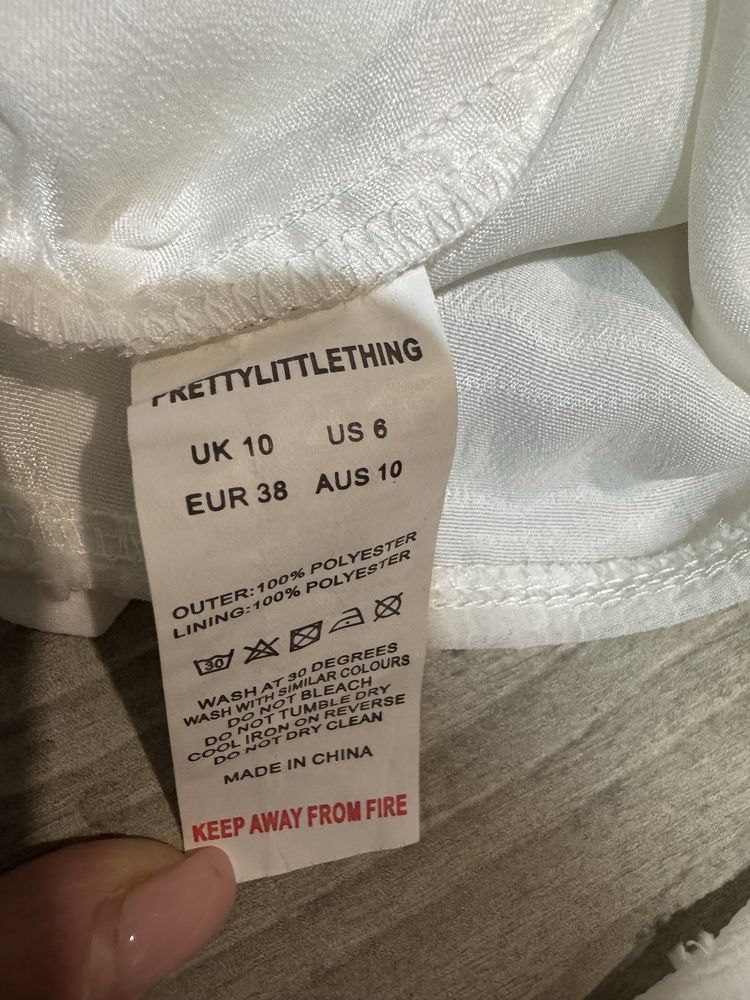 PRETTYLITTLETHING
UK 10 US 6
EUR 38 AUS 10
OUTER:100% POLYESTER
LINING:100% POLYESTER
30
WASH AT 30 DEGREES
WASH WITH SIMILAR COLOURS
DO NOT BLEACH
DO NOT TUMBLE DRY
COOL IRON ON REVERSE
DO NOT DRY CLEAN
MADE IN CHINA
KEEP AWAY FROM FIRE